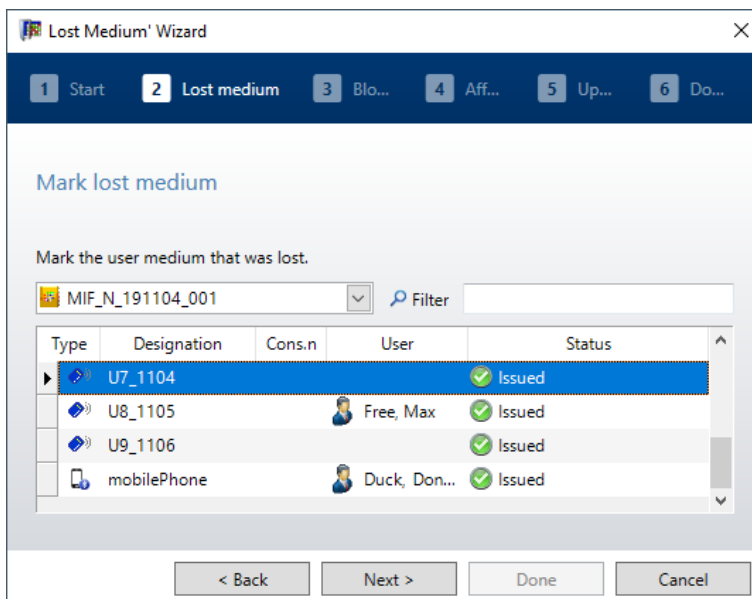 Lost Medium' Wizard
1 Start 2 Lost medium 3 Blo... 4 Aff... 5 Up... 6 Do...
Mark lost medium
Mark the user medium that was lost.
MIF_N_191104_001 Filter
Type Designation Cons.n User Status
U7_1104 Issued
U8_1105 Free, Max Issued
U9_1106 Issued
mobilePhone Duck, Don... Issued
< Back Next > Done Cancel